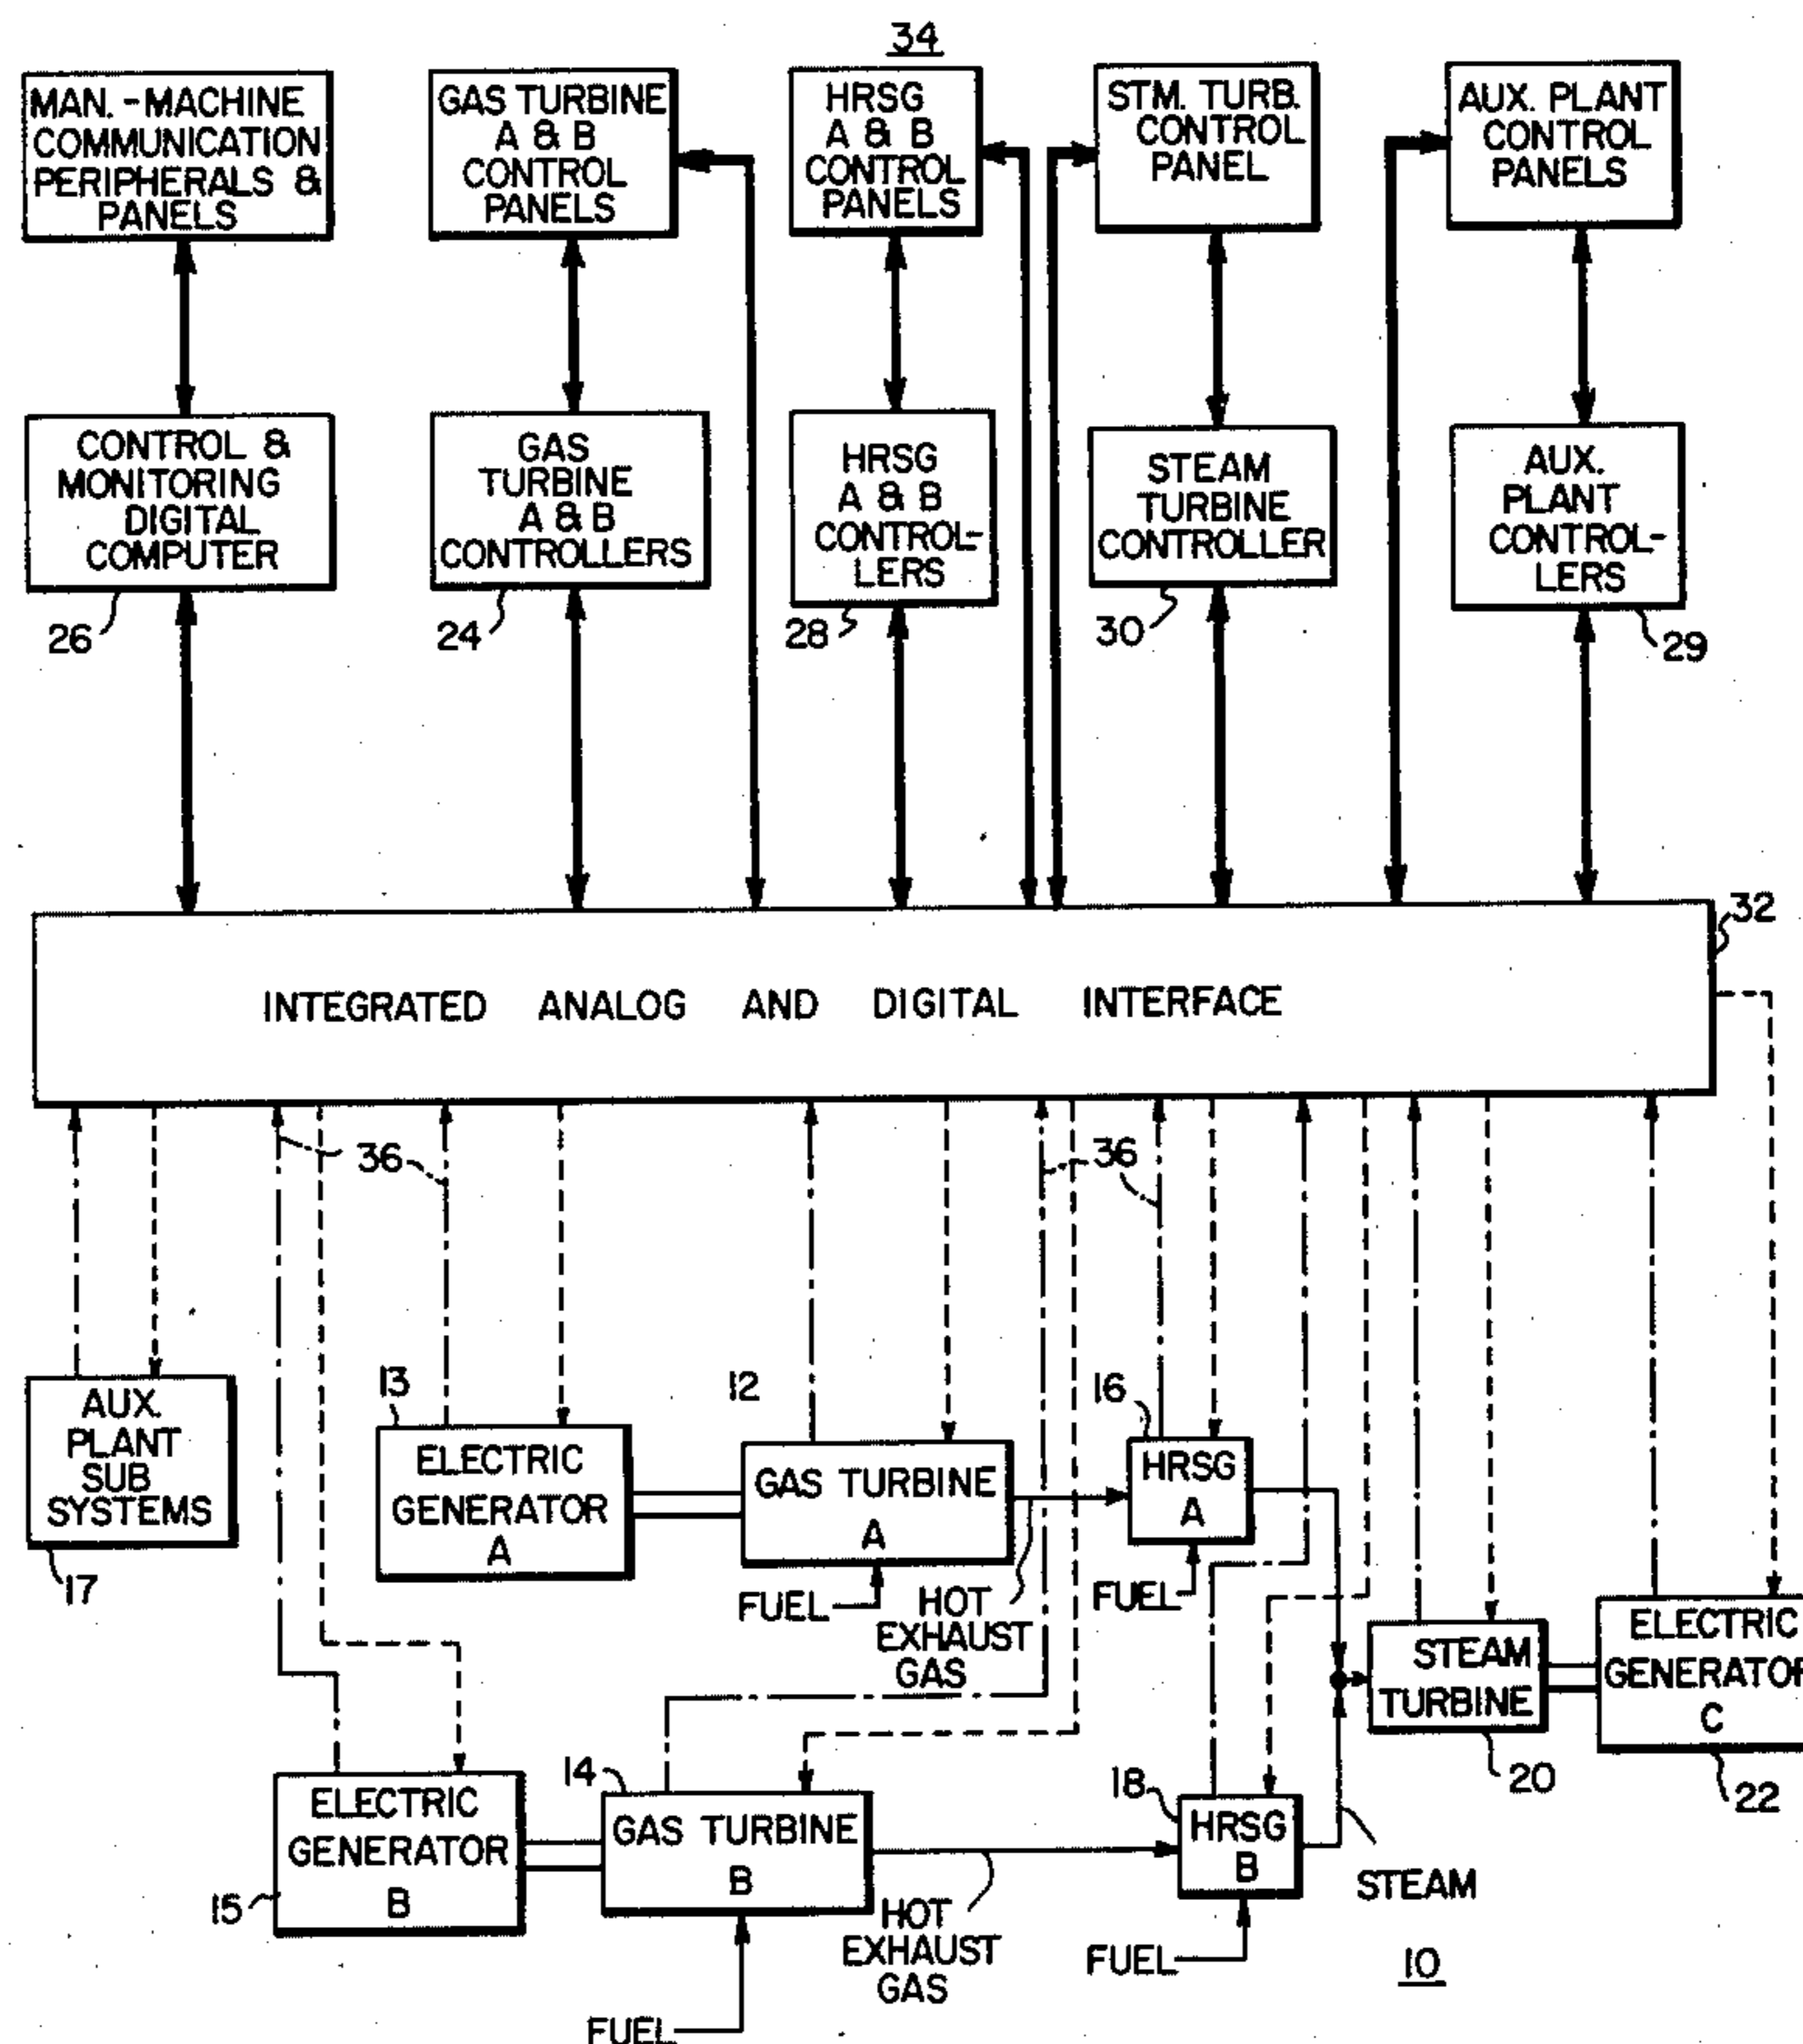 34
MAN.-MACHINE
COMMUNICATION
PERIPHERALS &
PANELS
GAS TURBINE
A & B
CONTROL
PANELS
HRSG
A & B
CONTROL
PANELS
STM. TURB.
CONTROL
PANEL
AUX. PLANT
CONTROL
PANELS
CONTROL &
MONITORING
DIGITAL
COMPUTER
26
GAS
TURBINE
A & B
CONTROLLERS
24
HRSG
A & B
CONTROL-
LERS
28
STEAM
TURBINE
CONTROLLER
30
AUX.
PLANT
CONTROL-
LERS
29
32
INTEGRATED ANALOG AND DIGITAL INTERFACE
36
36
AUX.
PLANT
SUB
SYSTEMS
17
13
ELECTRIC
GENERATOR
A
12
GAS TURBINE
A
FUEL
HOT
EXHAUST
GAS
16
HRSG
A
FUEL
STEAM
TURBINE
20
ELECTRIC
GENERATOR
C
22
ELECTRIC
GENERATOR
B
15
14
GAS TURBINE
B
FUEL
HOT
EXHAUST
GAS
18
HRSG
B
FUEL
STEAM
10